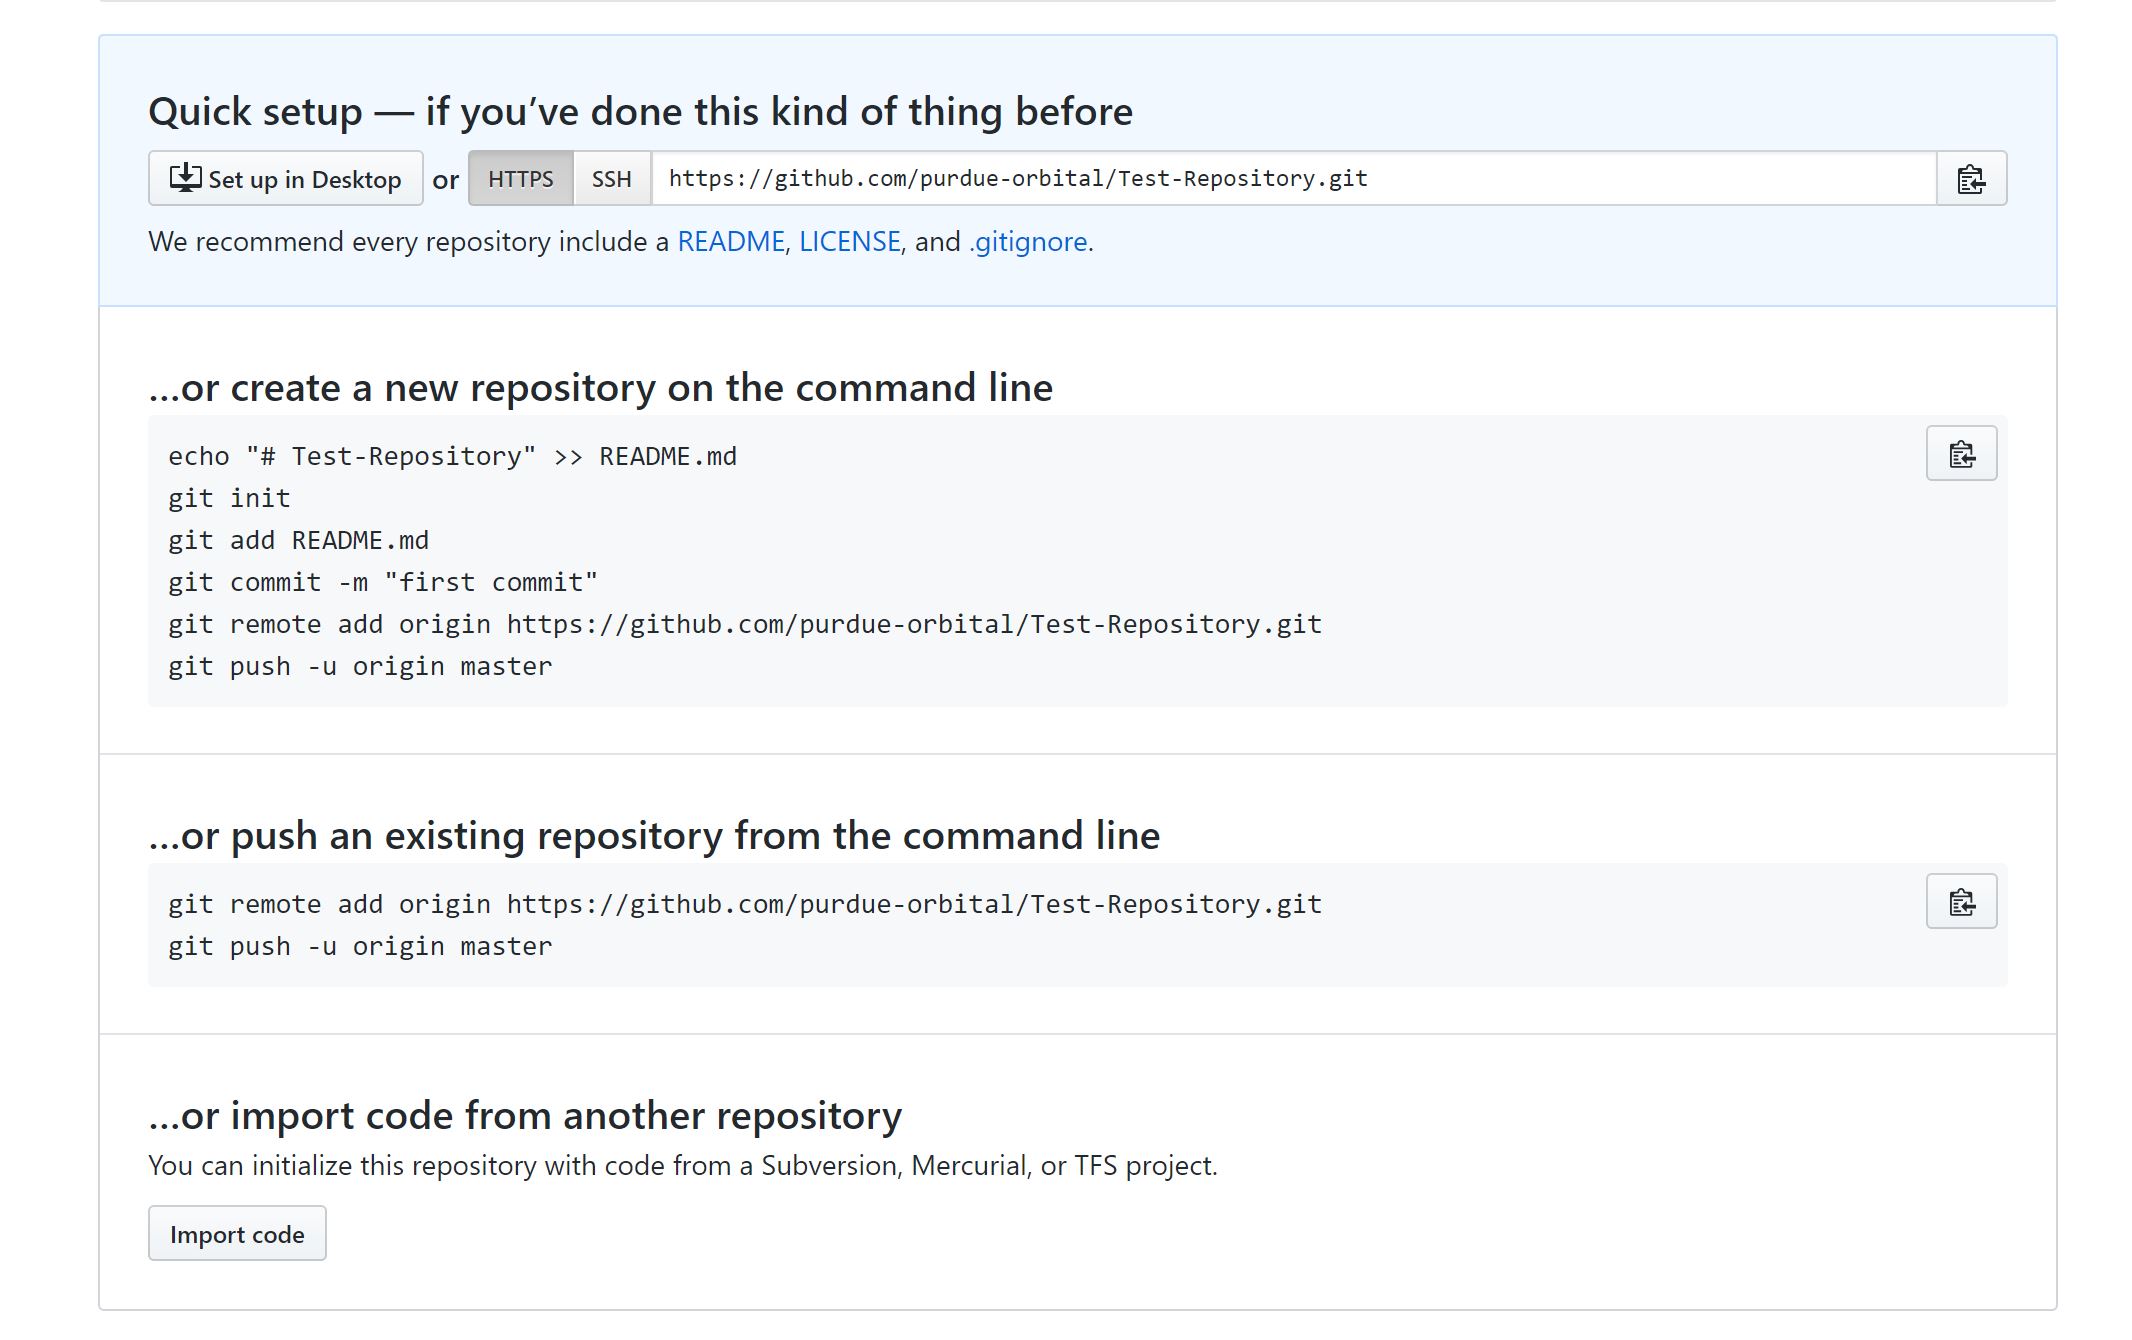 Quick setup — if you’ve done this kind of thing before
Set up in Desktop or HTTPS SSH https://github.com/purdue-orbital/Test-Repository.git
We recommend every repository include a README, LICENSE, and .gitignore.
…or create a new repository on the command line
echo "# Test-Repository" >> README.md
git init
git add README.md
git commit -m "first commit"
git remote add origin https://github.com/purdue-orbital/Test-Repository.git
git push -u origin master
…or push an existing repository from the command line
git remote add origin https://github.com/purdue-orbital/Test-Repository.git
git push -u origin master
…or import code from another repository
You can initialize this repository with code from a Subversion, Mercurial, or TFS project.
Import code